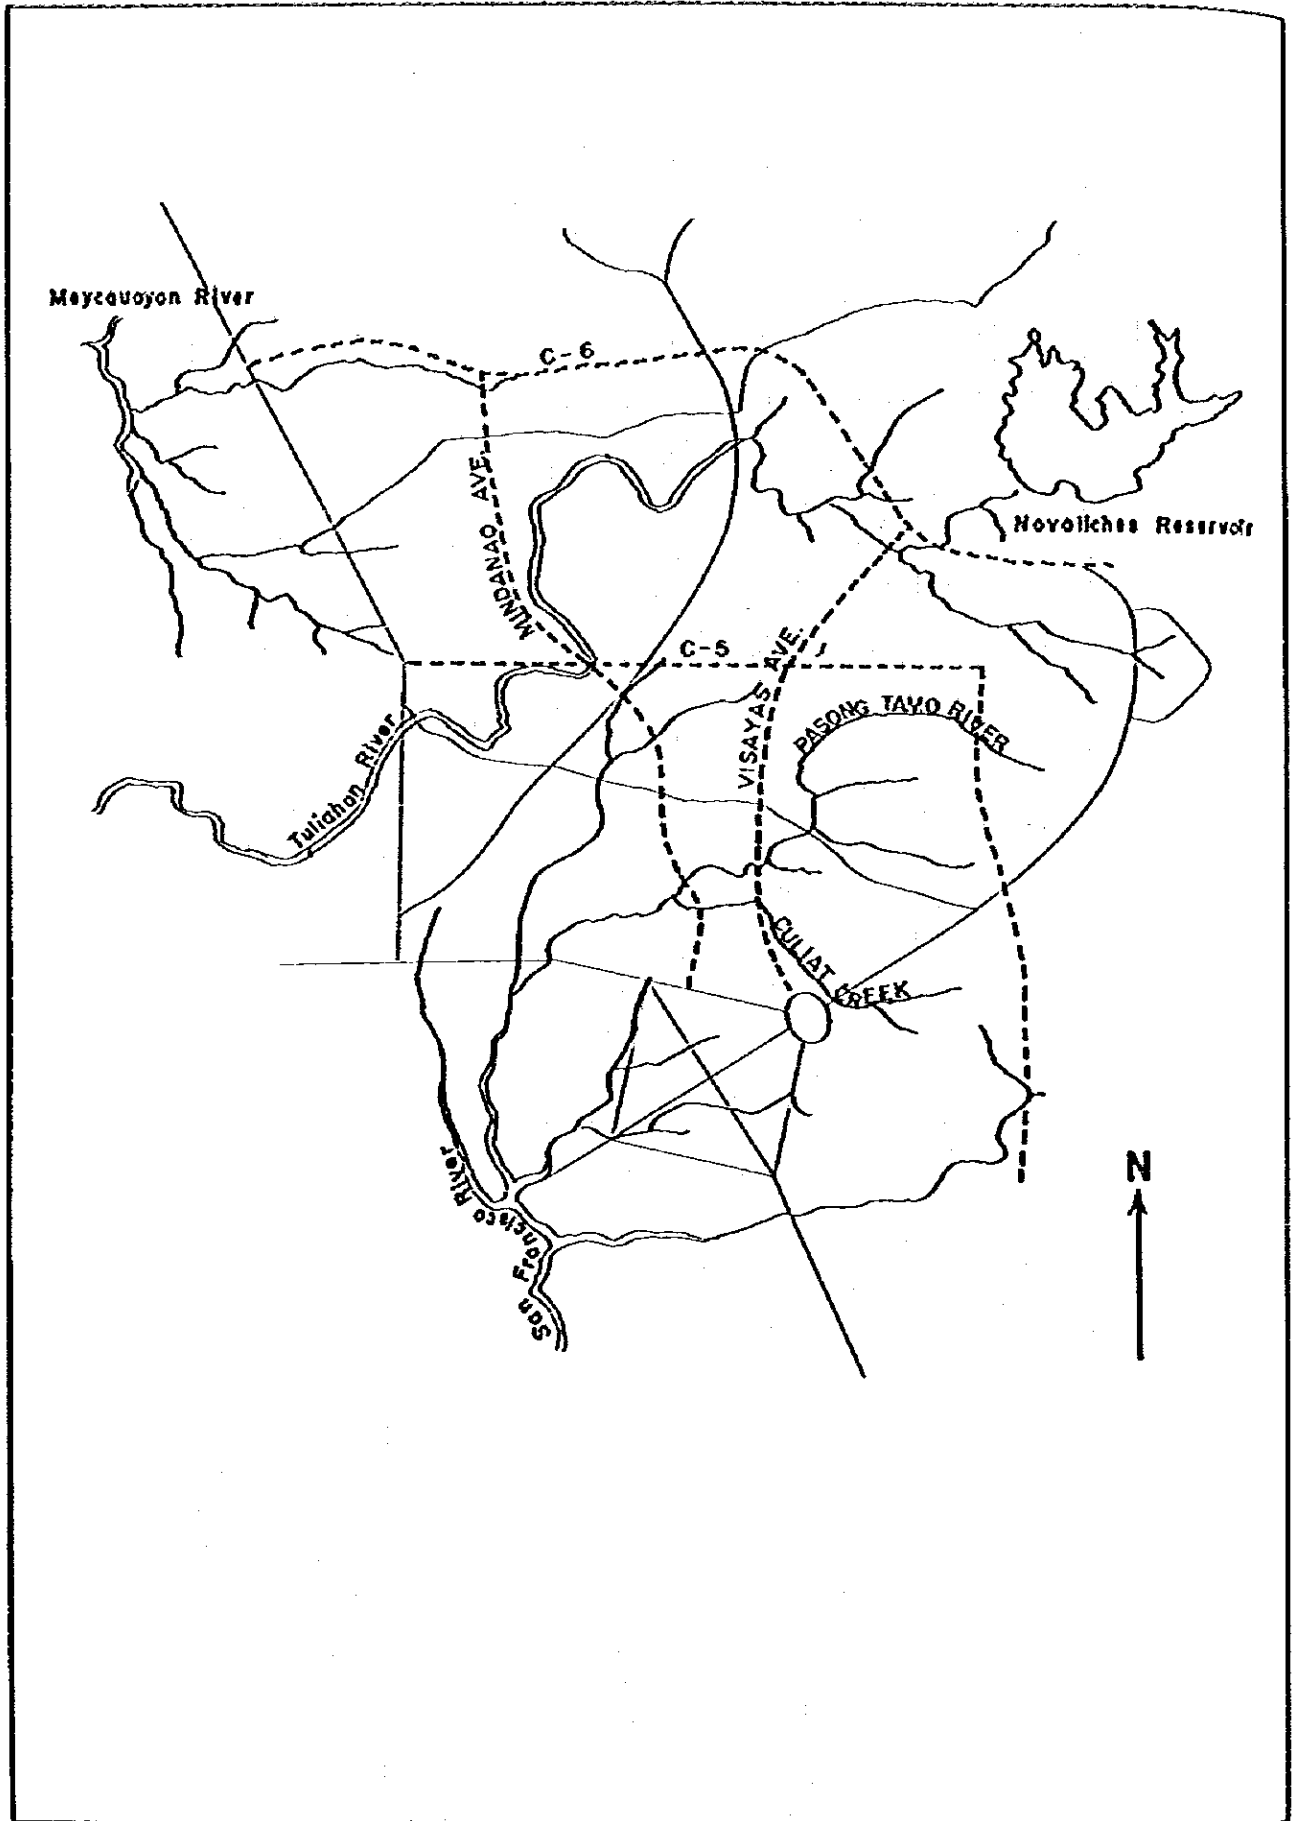 Meycauayan River
C-6
MINDANAO AVE.
Novaliches Reservoir
C-5
VISAYAS AVE.
PASONG TAMO RIVER
Tuliahan River
CULIAT CREEK
N
San Francisco River